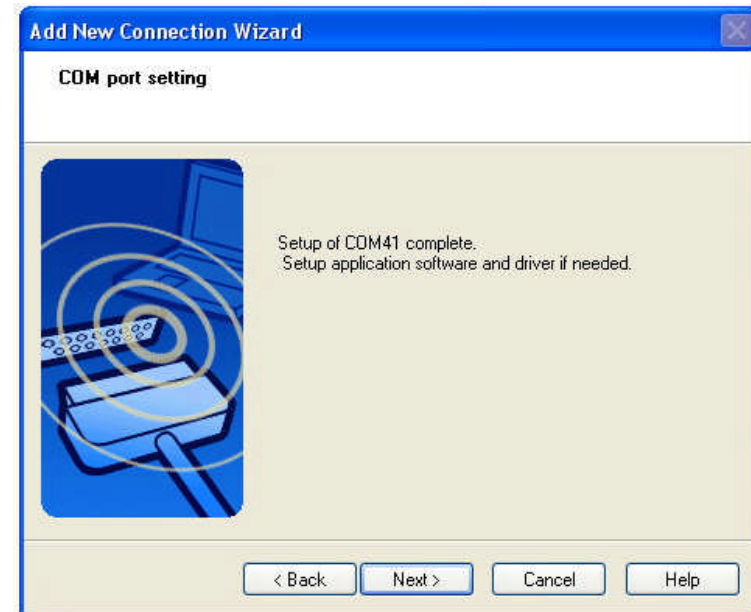 Add New Connection Wizard
COM port setting
Setup of COM41 complete.
Setup application software and driver if needed.
< Back
Next >
Cancel
Help